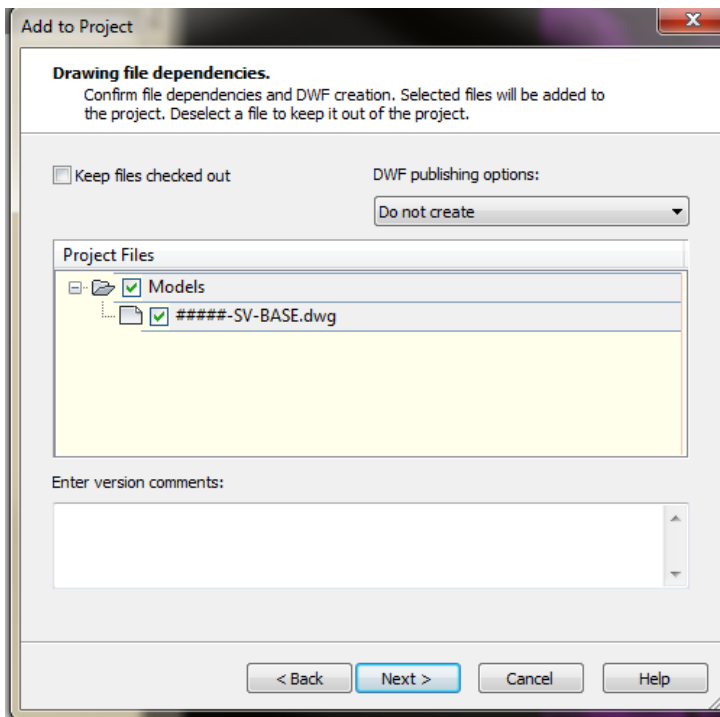 Add to Project
Drawing file dependencies.
Confirm file dependencies and DWF creation. Selected files will be added to
the project. Deselect a file to keep it out of the project.
Keep files checked out
DWF publishing options:
Do not create
Project Files
Models
#####-SV-BASE.dwg
Enter version comments:
< Back Next > Cancel Help